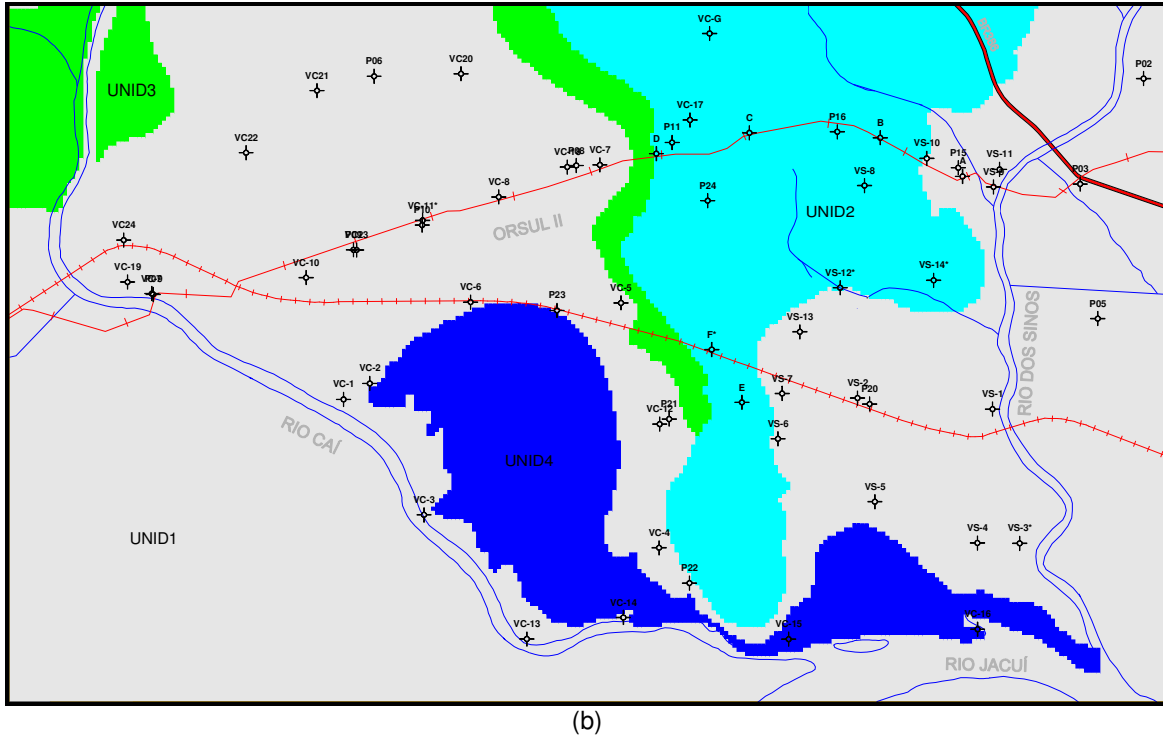 VC-G
P06
VC20
P02
VC21
UNID3
VC-17
P11
C
P16
B
D
VC22
P08
VC-7
VS-10
P15
A
VS-11
P03
VS-8
VC-8
P24
VC-11*
P10
ORSUL II
UNID2
VC24
VC-10
VC-19
VS-12*
VS-14*
VC-6
P23
VC-5
P05
VS-13
RIO DOS SINOS
F*
VC-2
VC-1
E
VS-7
VS-2
P20
VS-1
P21
VC-12
RIO CAÍ
VS-6
UNID4
VS-5
VC-3
UNID1
VC-4
VS-4
VS-3*
P22
VC-14
VC-13
VC-15
VC-16
RIO JACUÍ
(b)